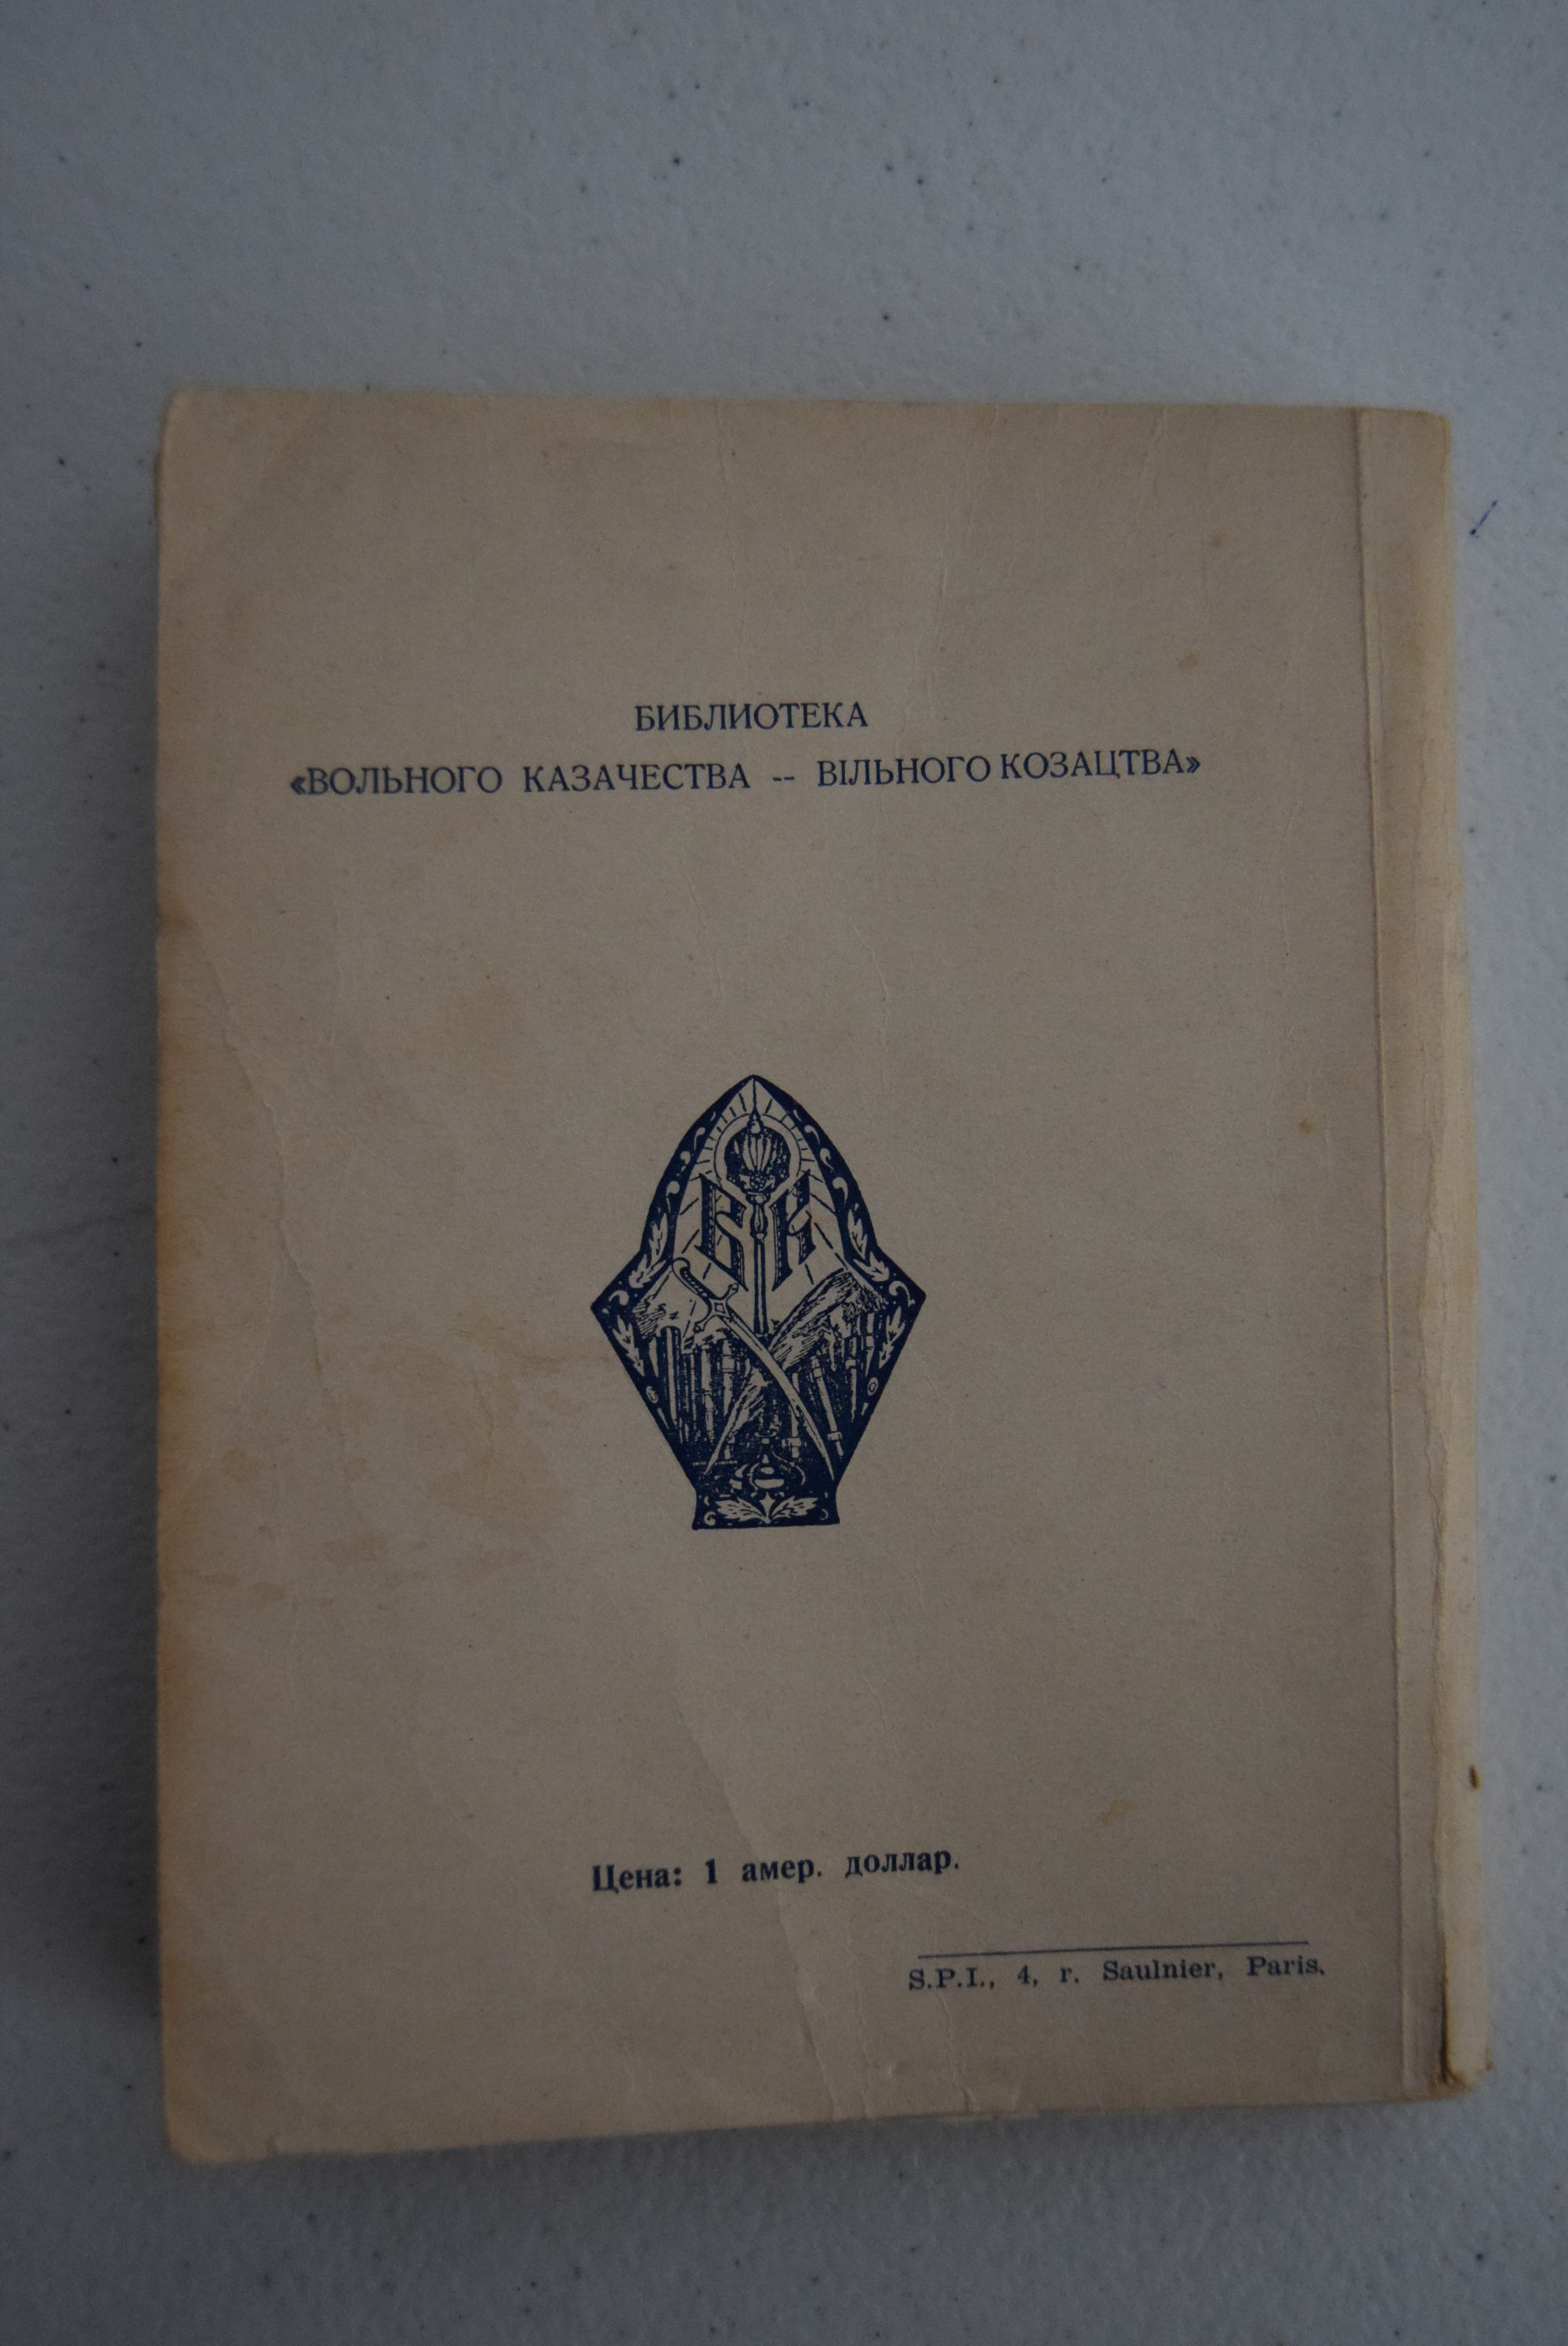 БИБЛИОТЕКА
«ВОЛЬНОГО КАЗАЧЕСТВА -- ВІЛЬНОГО КОЗАЦТВА»
В К
Цена: 1 амер. доллар.
S.P.I., 4, r. Saulnier, Paris.